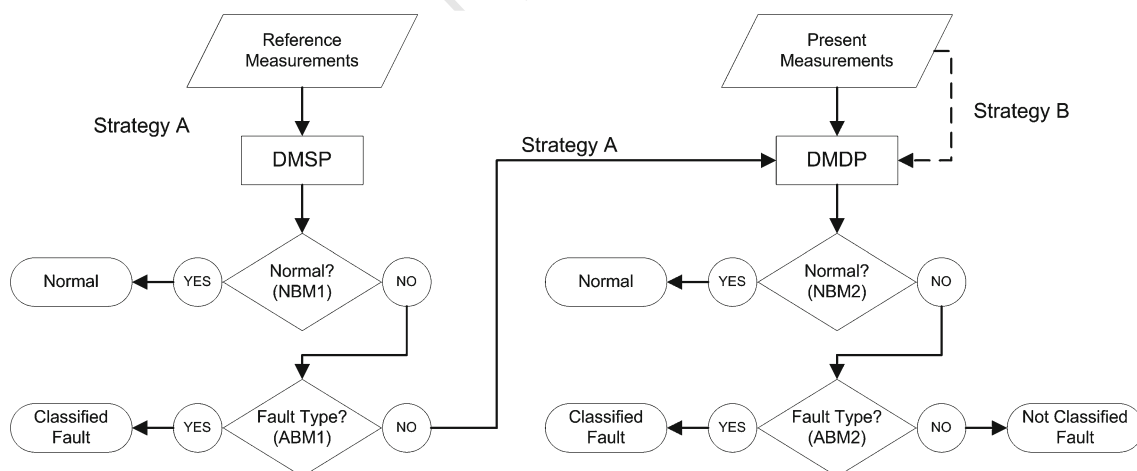 Reference
Measurements
Present
Measurements
Strategy A
Strategy B
DMSP
Strategy A
DMDP
Normal
YES
Normal?
(NBM1)
NO
Normal
YES
Normal?
(NBM2)
NO
Classified
Fault
YES
Fault Type?
(ABM1)
NO
Classified
Fault
YES
Fault Type?
(ABM2)
NO
Not Classified
Fault